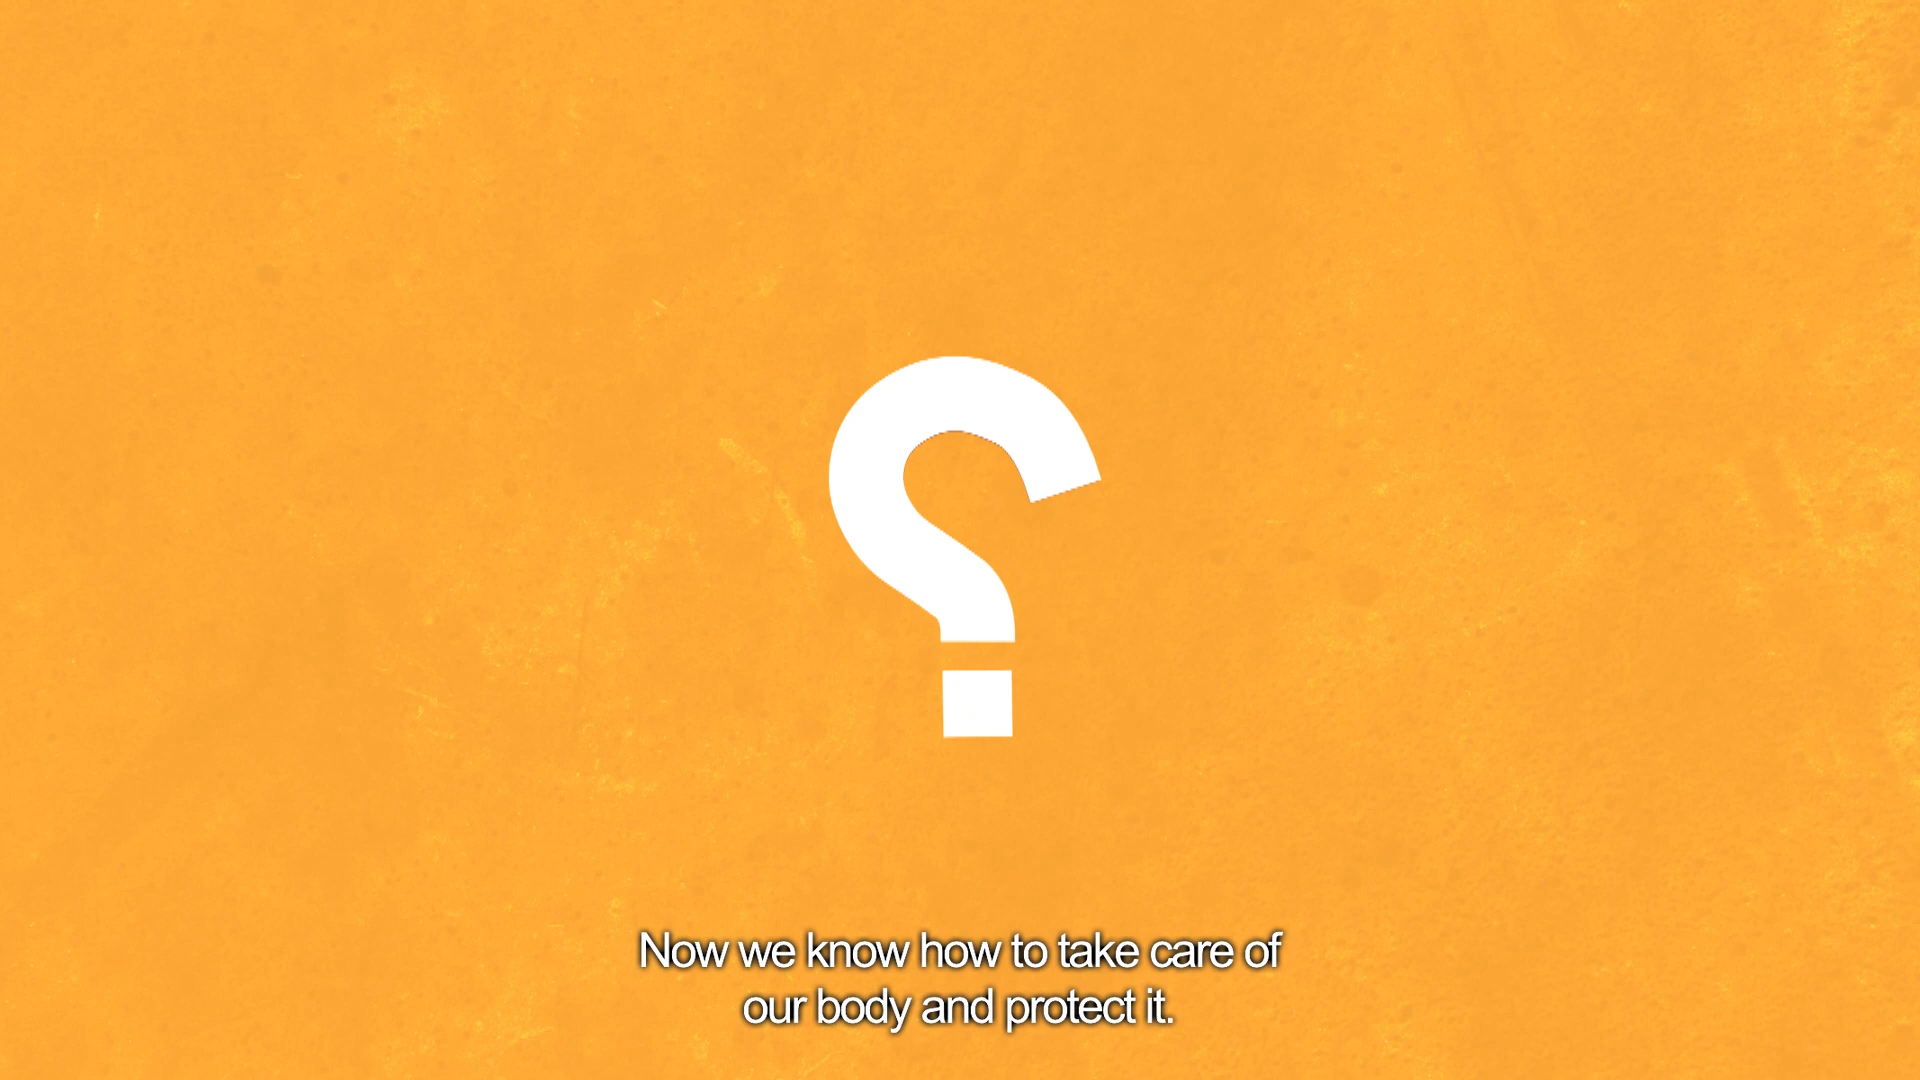 ؟
Now we know how to take care of
our body and protect it.